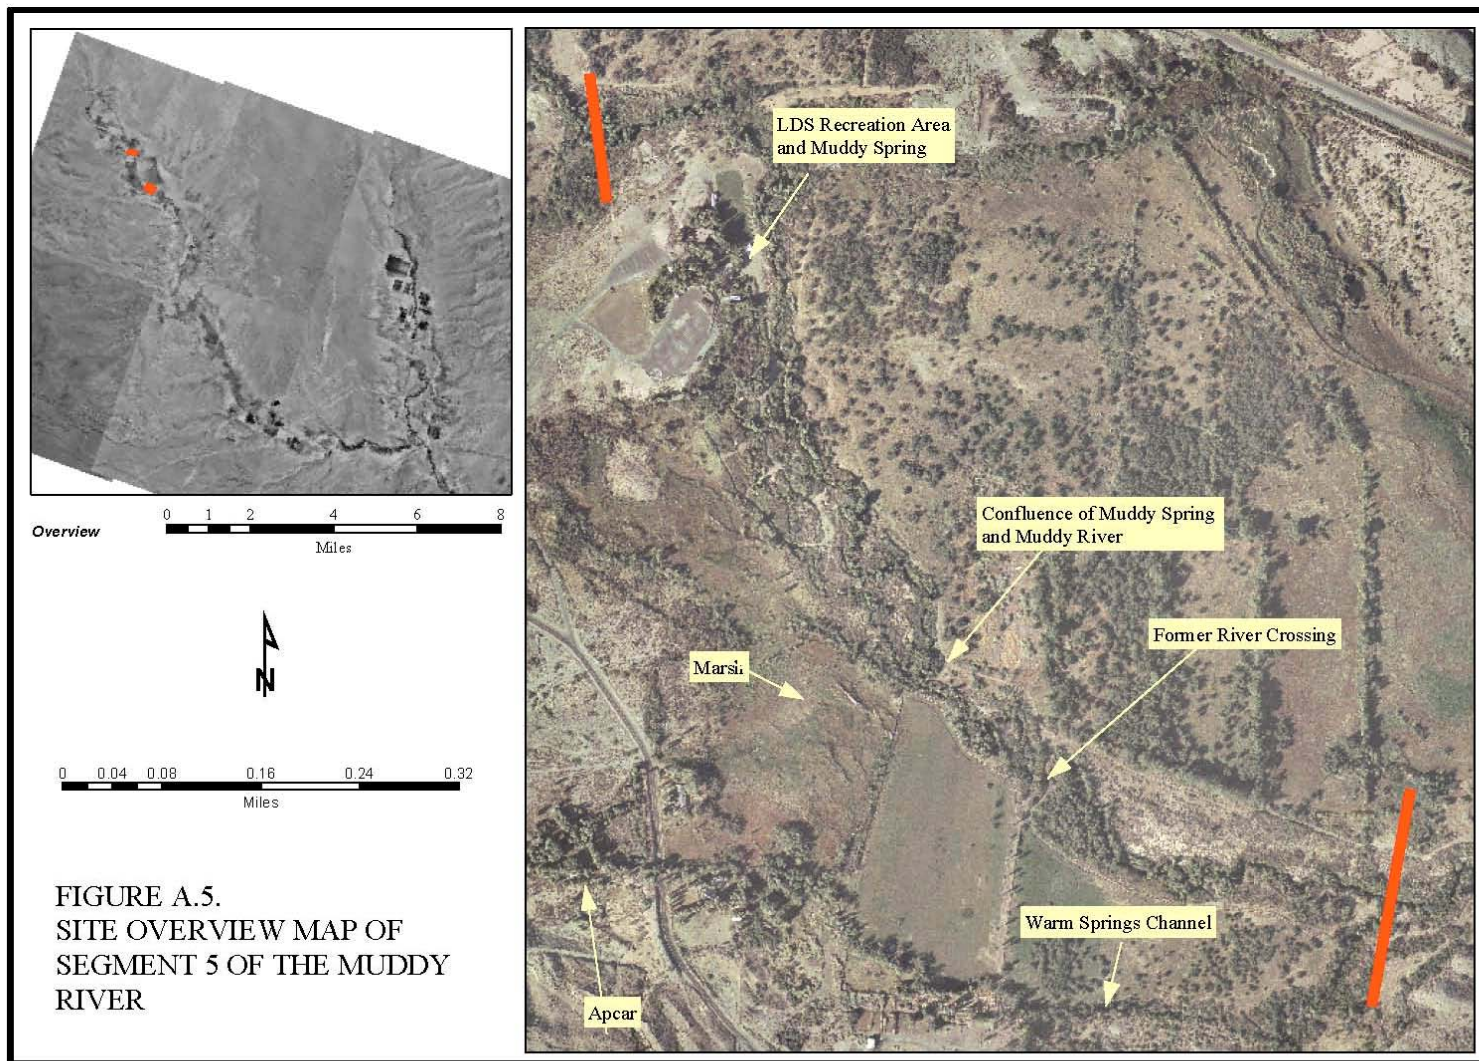 LDS Recreation Area
and Muddy Spring
Confluence of Muddy Spring
and Muddy River
Former River Crossing
Marsh
Warm Springs Channel
Apcar
Overview
0 1 2 4 6 8
Miles
N
0 0.04 0.08 0.16 0.24 0.32
Miles
FIGURE A.5.
SITE OVERVIEW MAP OF
SEGMENT 5 OF THE MUDDY
RIVER